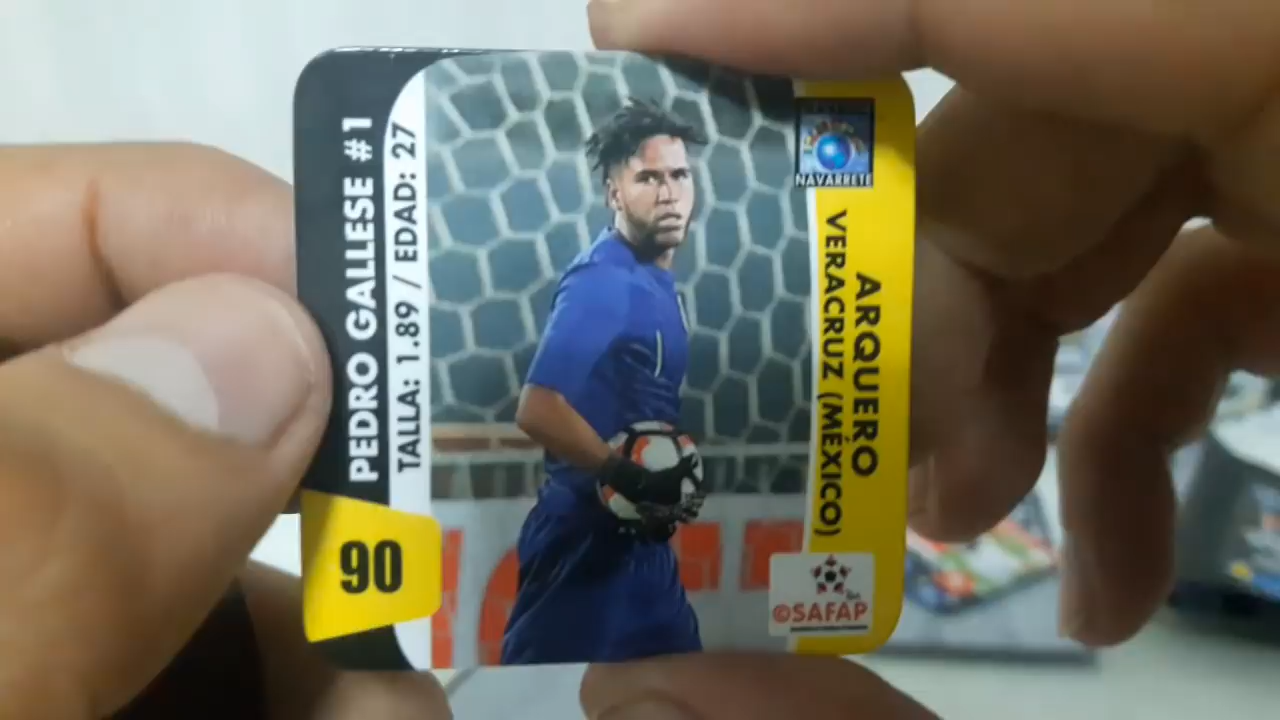 PEDRO GALLESE #1
TALLA: 1.89 / EDAD: 27
90
NAVARRETE
ARQUERO
VERACRUZ (MÉXICO)
©SAFAP